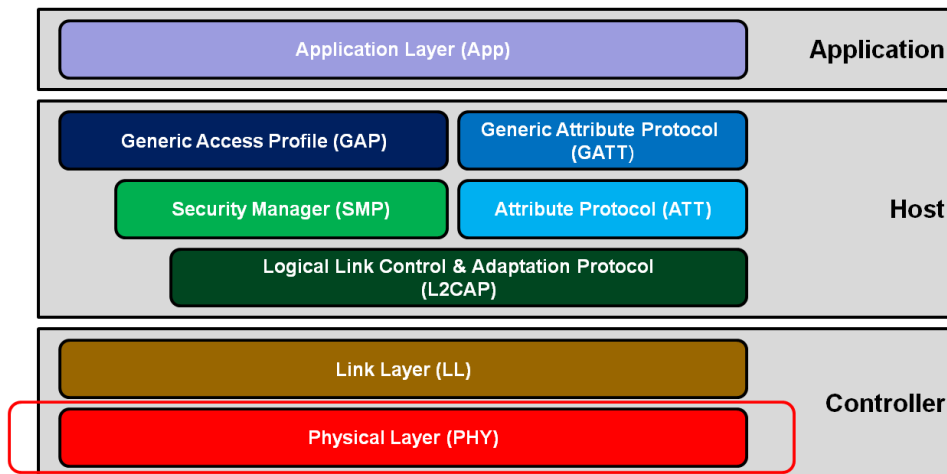 Application Layer (App)
Application
Generic Access Profile (GAP)
Generic Attribute Protocol
(GATT)
Security Manager (SMP)
Attribute Protocol (ATT)
Host
Logical Link Control & Adaptation Protocol
(L2CAP)
Link Layer (LL)
Controller
Physical Layer (PHY)